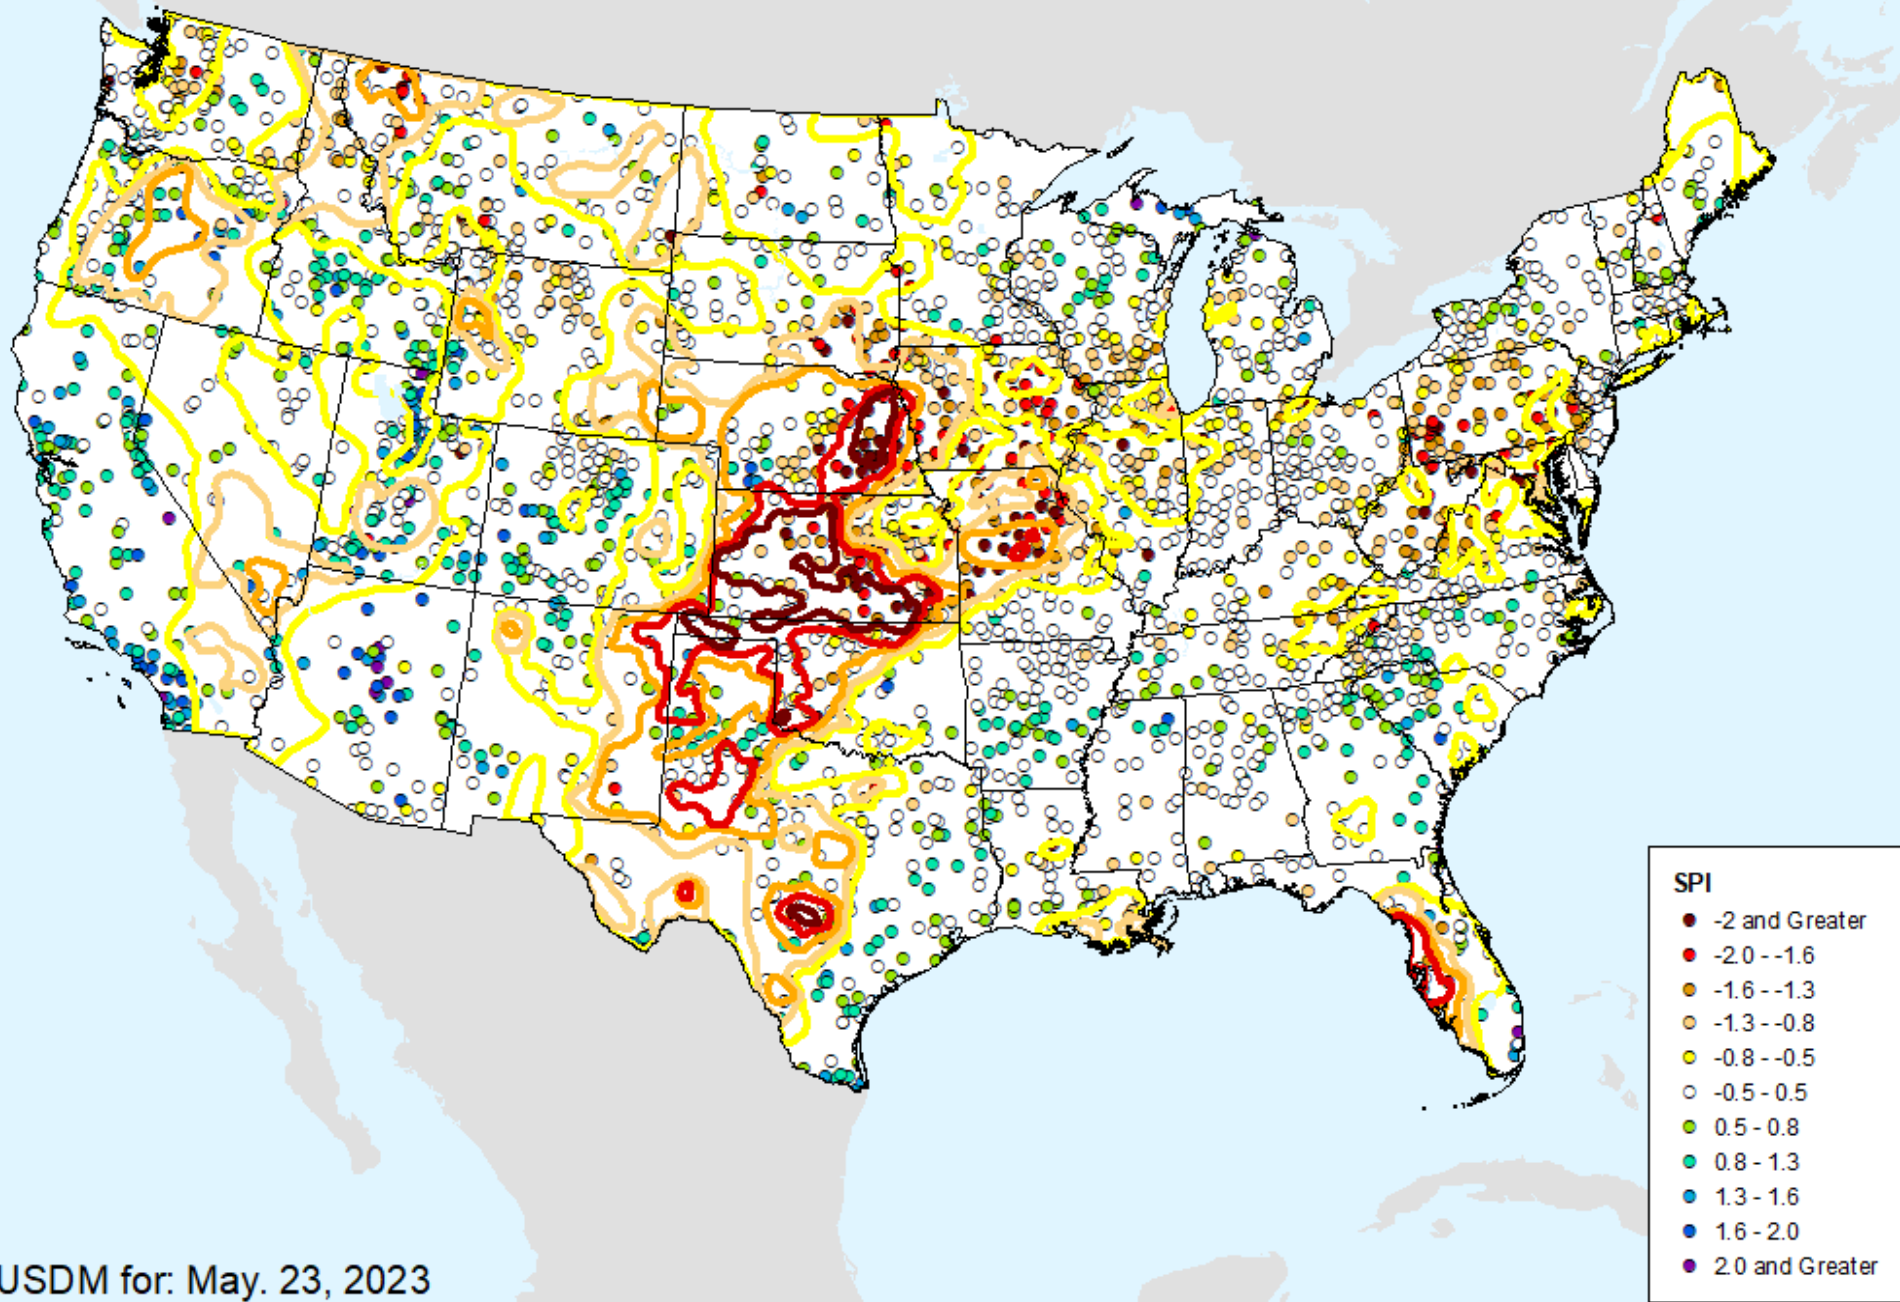 SPI
-2 and Greater
-2.0 - -1.6
-1.6 - -1.3
-1.3 - -0.8
-0.8 - -0.5
-0.5 - 0.5
0.5 - 0.8
0.8 - 1.3
1.3 - 1.6
1.6 - 2.0
2.0 and Greater
USDM for: May. 23, 2023